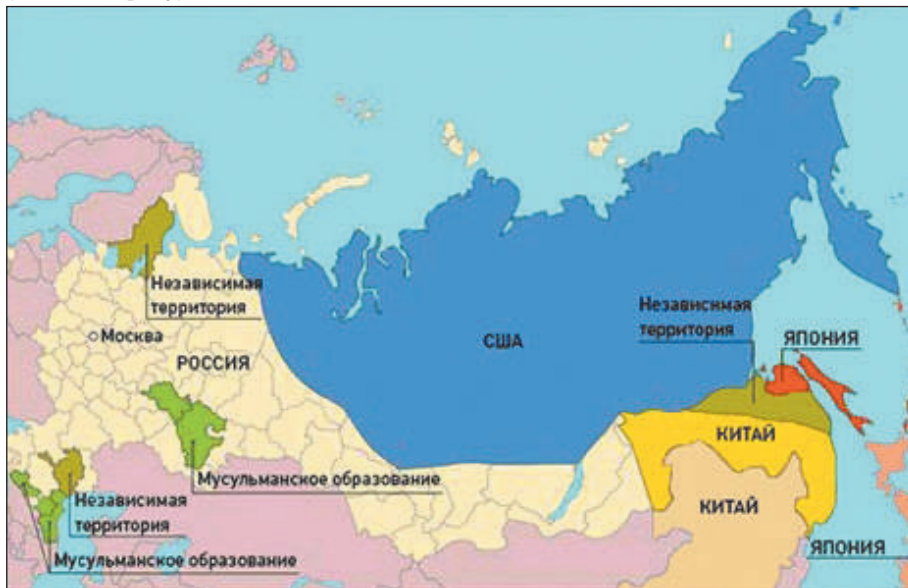 Независимая
территория
Москва
РОССИЯ
США
Независимая
территория
ЯПОНИЯ
КИТАЙ
Мусульманское образование
Независимая
территория
КИТАЙ
Мусульманское образование
ЯПОНИЯ